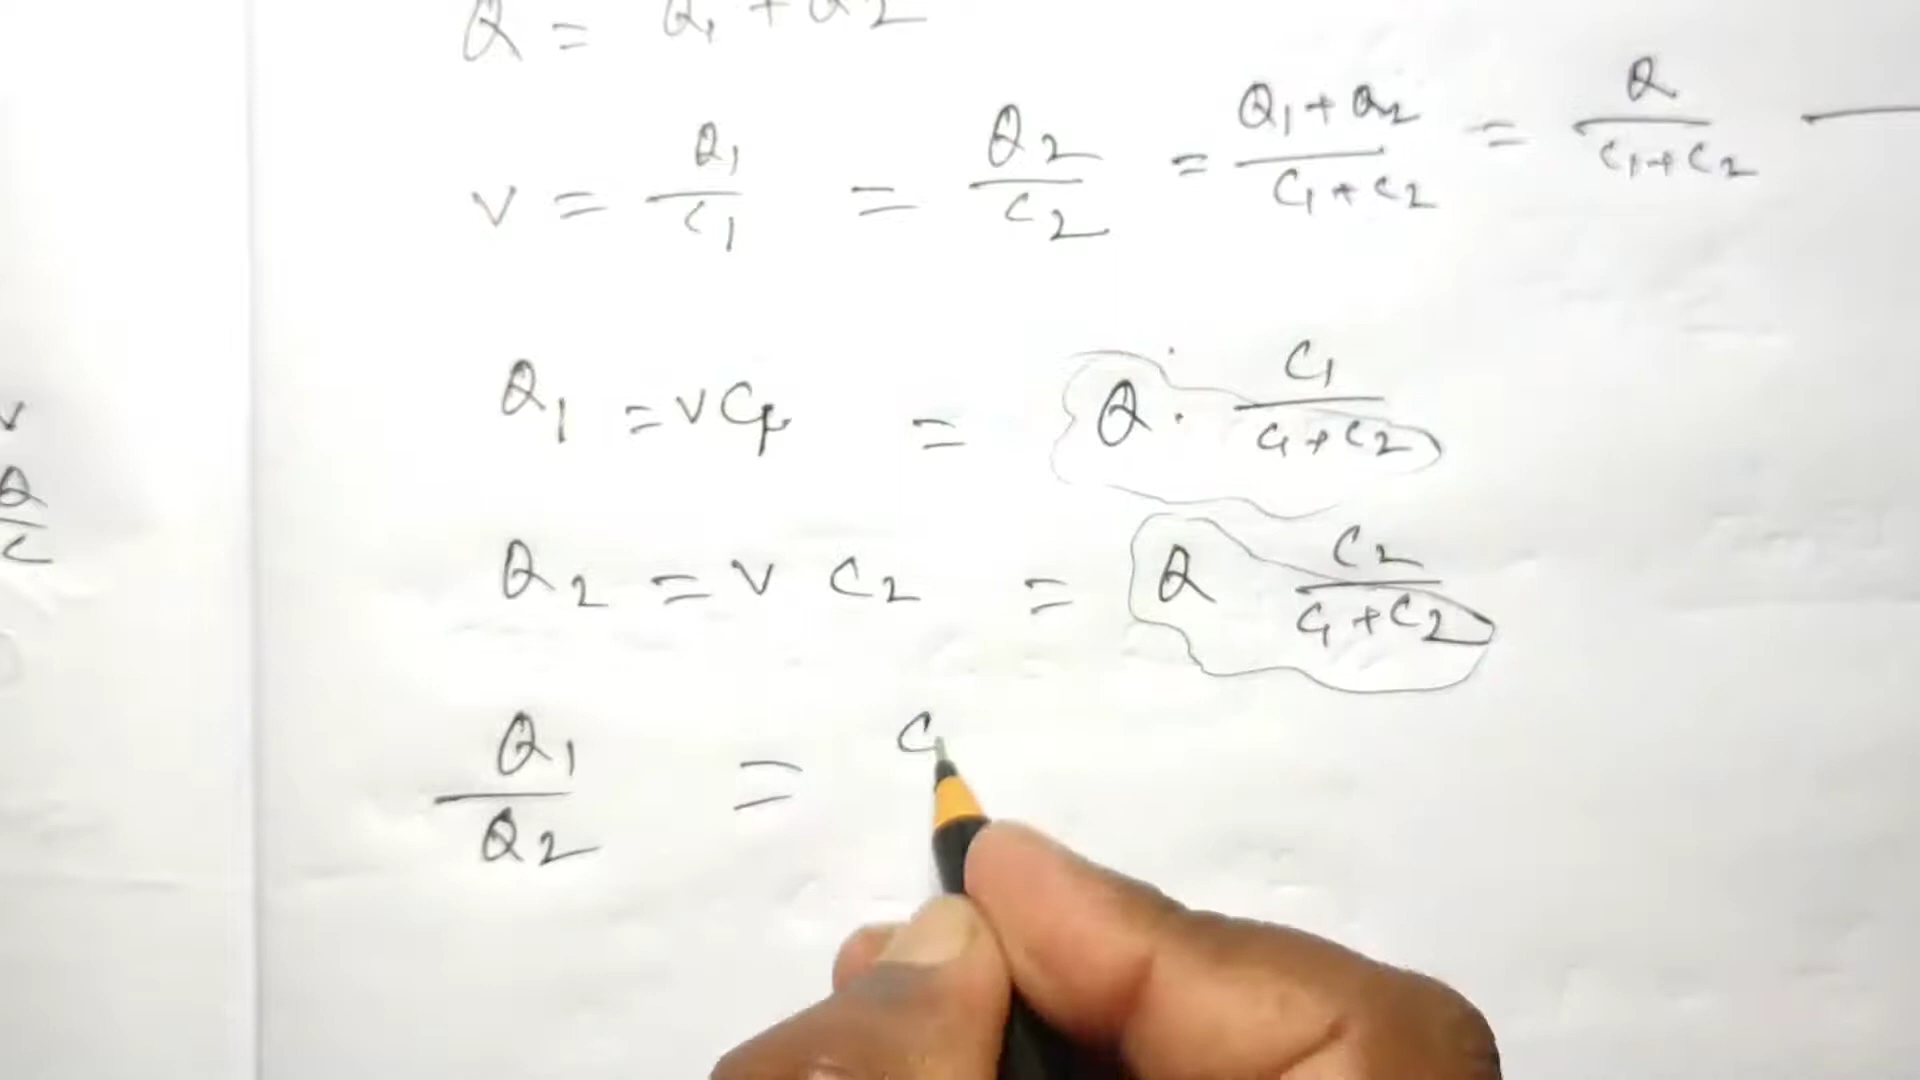 Q = Q1 + Q2
V = Q1/C1 = Q2/C2 = (Q1+Q2)/(C1+C2) = Q/(C1+C2) —
Q1 = VC1 = Q · C1/(C1+C2)
V
Q/C
Q2 = V C2 = Q C2/(C1+C2)
Q1/Q2 = C